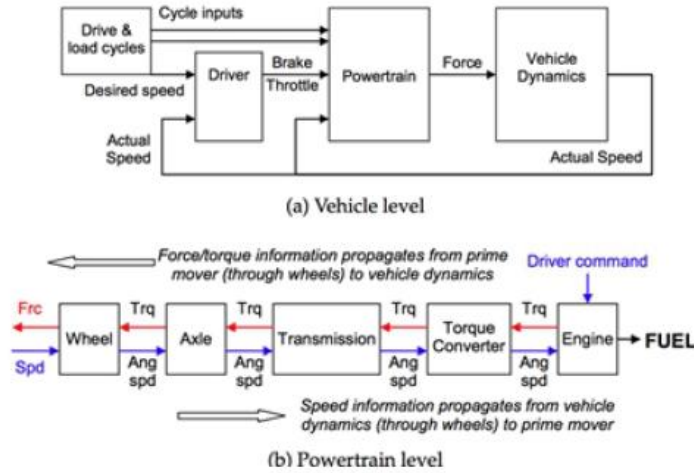 Cycle inputs
Drive &
load cycles
Desired speed
Driver
Brake
Throttle
Powertrain
Force
Vehicle
Dynamics
Actual
Speed
Actual Speed
(a) Vehicle level
Force/torque information propagates from prime
mover (through wheels) to vehicle dynamics
Driver command
Frc
Spd
Wheel
Trq
Ang
spd
Axle
Trq
Ang
spd
Transmission
Trq
Ang
spd
Torque
Converter
Trq
Ang
spd
Engine
FUEL
Speed information propagates from vehicle
dynamics (through wheels) to prime mover
(b) Powertrain level